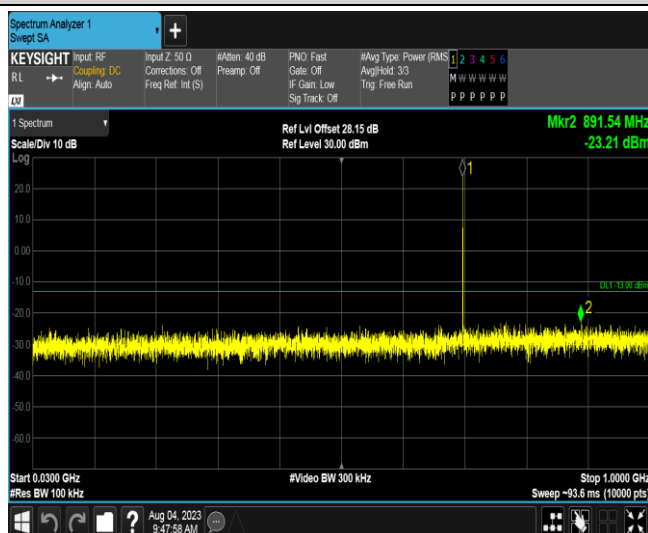 Spectrum Analyzer 1
Swept SA
+
KEYSIGHT Input: RF Input Z: 50 Ω #Atten: 40 dB PNO: Fast #Avg Type: Power (RMS 1 2 3 4 5 6
RL Coupling: DC Corrections: Off Preamp: Off Gate: Off Avg|Hold: 3/3 M W W W W W
Align: Auto Freq Ref: Int (S) IF Gain: Low Trig: Free Run
Sig Track: Off P P P P P P
LXI
1 Spectrum Ref Lvl Offset 28.15 dB Mkr2 891.54 MHz
Scale/Div 10 dB Ref Level 30.00 dBm -23.21 dBm
Log
1
20.0
10.0
0.00
-10.0
DL1 -13.00 dBm
-20.0
2
-30.0
-40.0
-50.0
-60.0
Start 0.0300 GHz #Video BW 300 kHz Stop 1.0000 GHz
#Res BW 100 kHz Sweep ~93.6 ms (10000 pts)
? Aug 04, 2023
9:47:58 AM